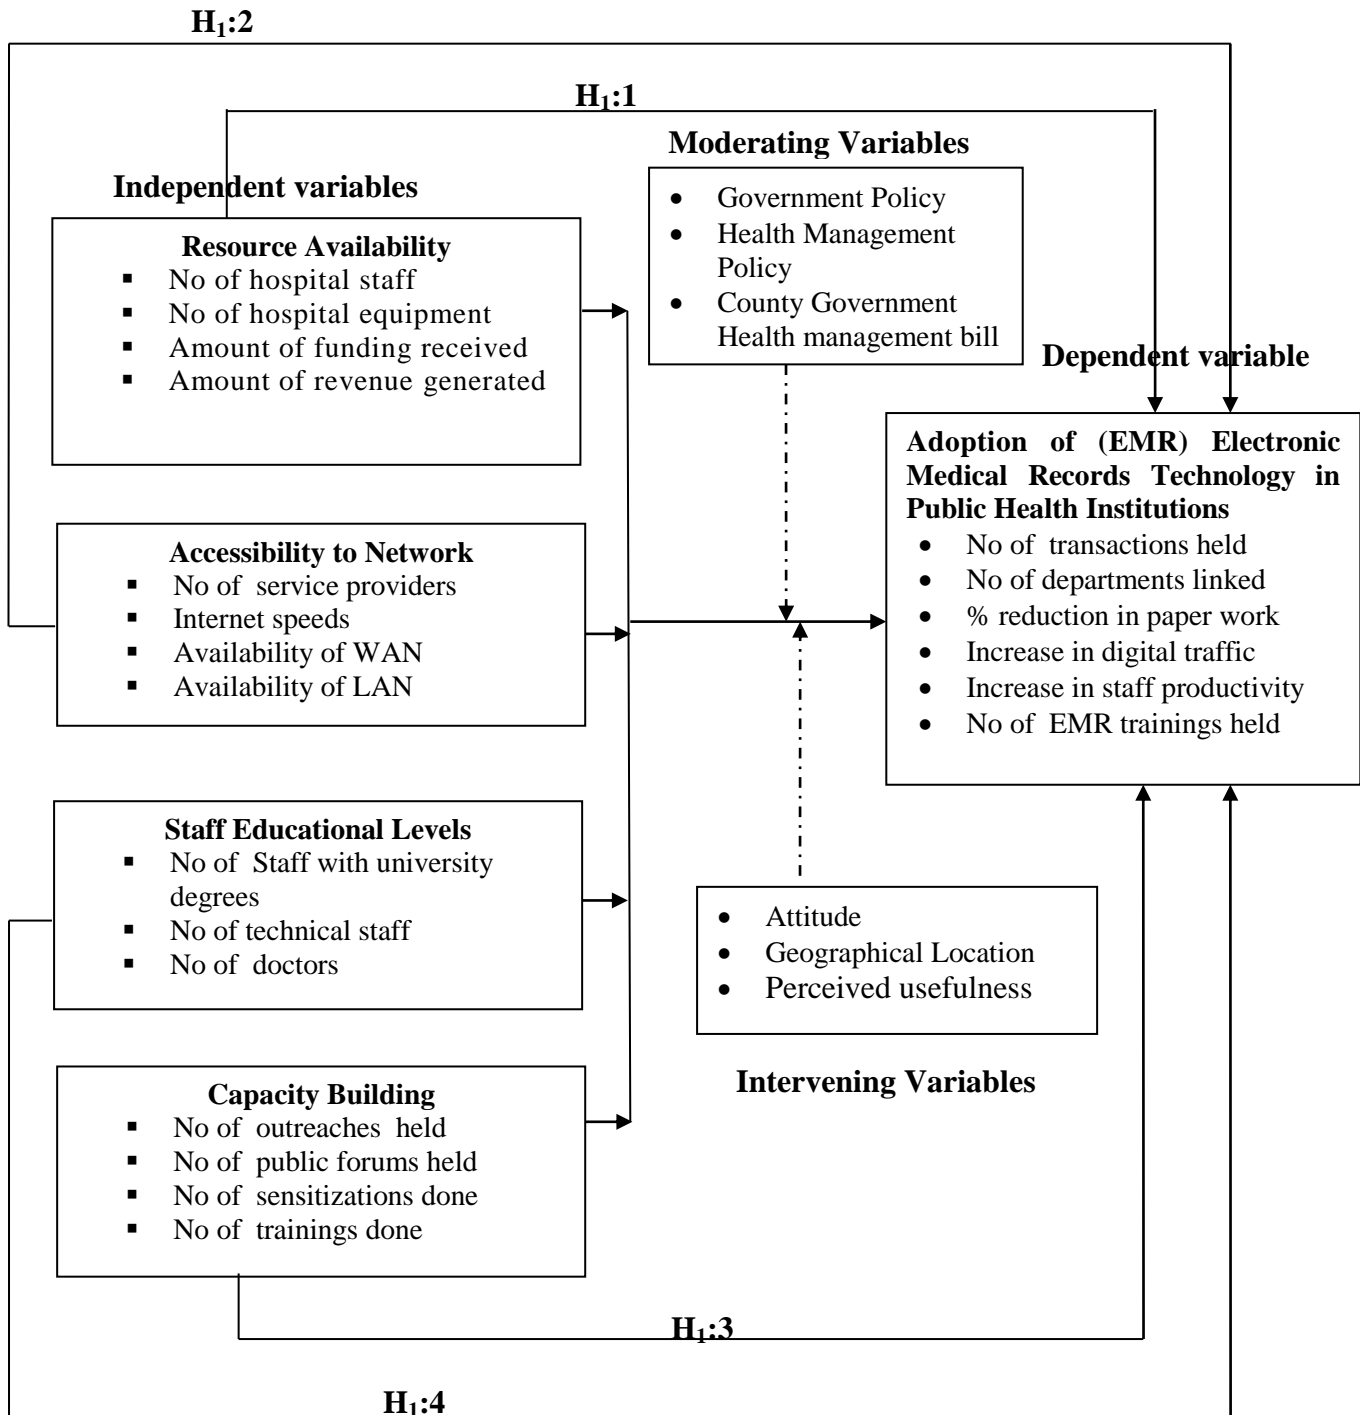 H₁:2
H₁:1
Moderating Variables
Independent variables
Resource Availability
▪ No of hospital staff
▪ No of hospital equipment
▪ Amount of funding received
▪ Amount of revenue generated
• Government Policy
• Health Management
Policy
• County Government
Health management bill
Dependent variable
Adoption of (EMR) Electronic
Medical Records Technology in
Public Health Institutions
• No of transactions held
• No of departments linked
• % reduction in paper work
• Increase in digital traffic
• Increase in staff productivity
• No of EMR trainings held
Accessibility to Network
▪ No of service providers
▪ Internet speeds
▪ Availability of WAN
▪ Availability of LAN
Staff Educational Levels
▪ No of Staff with university
degrees
▪ No of technical staff
▪ No of doctors
• Attitude
• Geographical Location
• Perceived usefulness
Intervening Variables
Capacity Building
▪ No of outreaches held
▪ No of public forums held
▪ No of sensitizations done
▪ No of trainings done
H₁:3
H₁:4